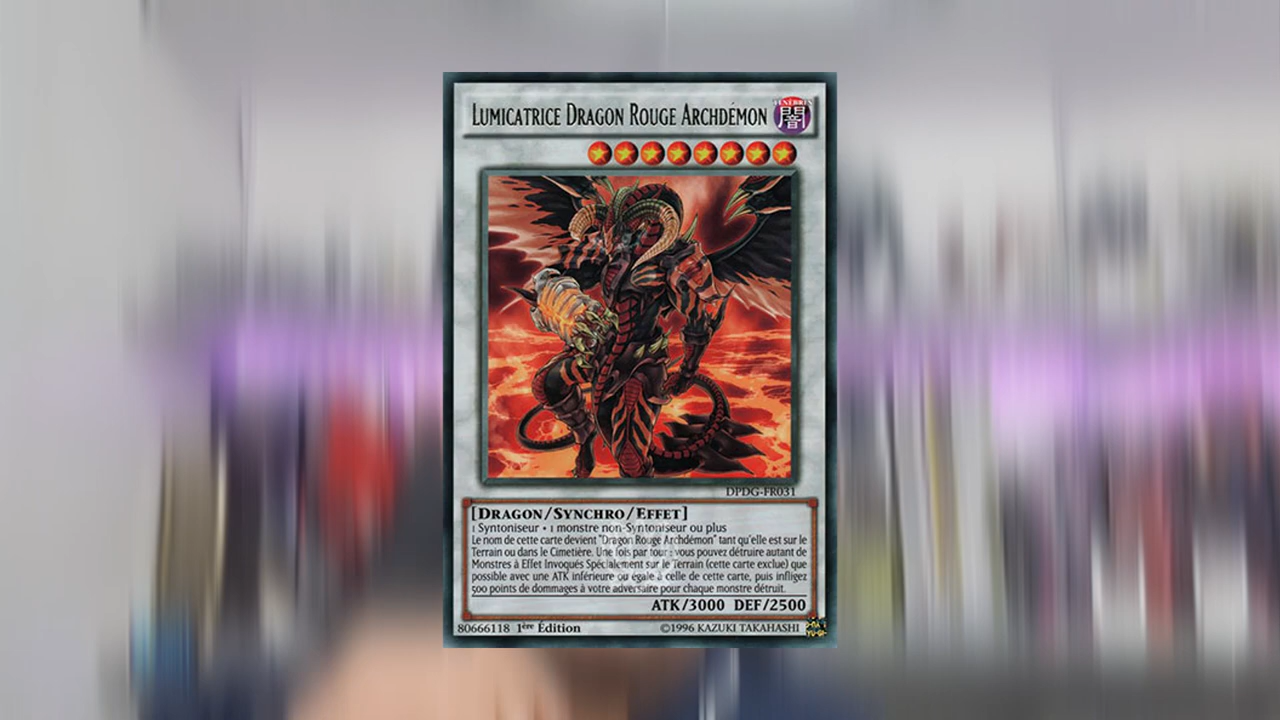 LUMICATRICE DRAGON ROUGE ARCHDÉMON
TÉNÈBRES
闇
DPDG-FR031
[DRAGON/SYNCHRO/EFFET]
1 Syntoniseur + 1 monstre non-Syntoniseur ou plus
Le nom de cette carte devient "Dragon Rouge Archdémon" tant qu'elle est sur le
Terrain ou dans le Cimetière. Une fois par tour : vous pouvez détruire autant de
Monstres à Effet Invoqués Spécialement sur le Terrain (cette carte exclue) que
possible avec une ATK inférieure ou égale à celle de cette carte, puis infligez
500 points de dommages à votre adversaire pour chaque monstre détruit.
ATK/3000 DEF/2500
80666118 1ère Édition ©1996 KAZUKI TAKAHASHI